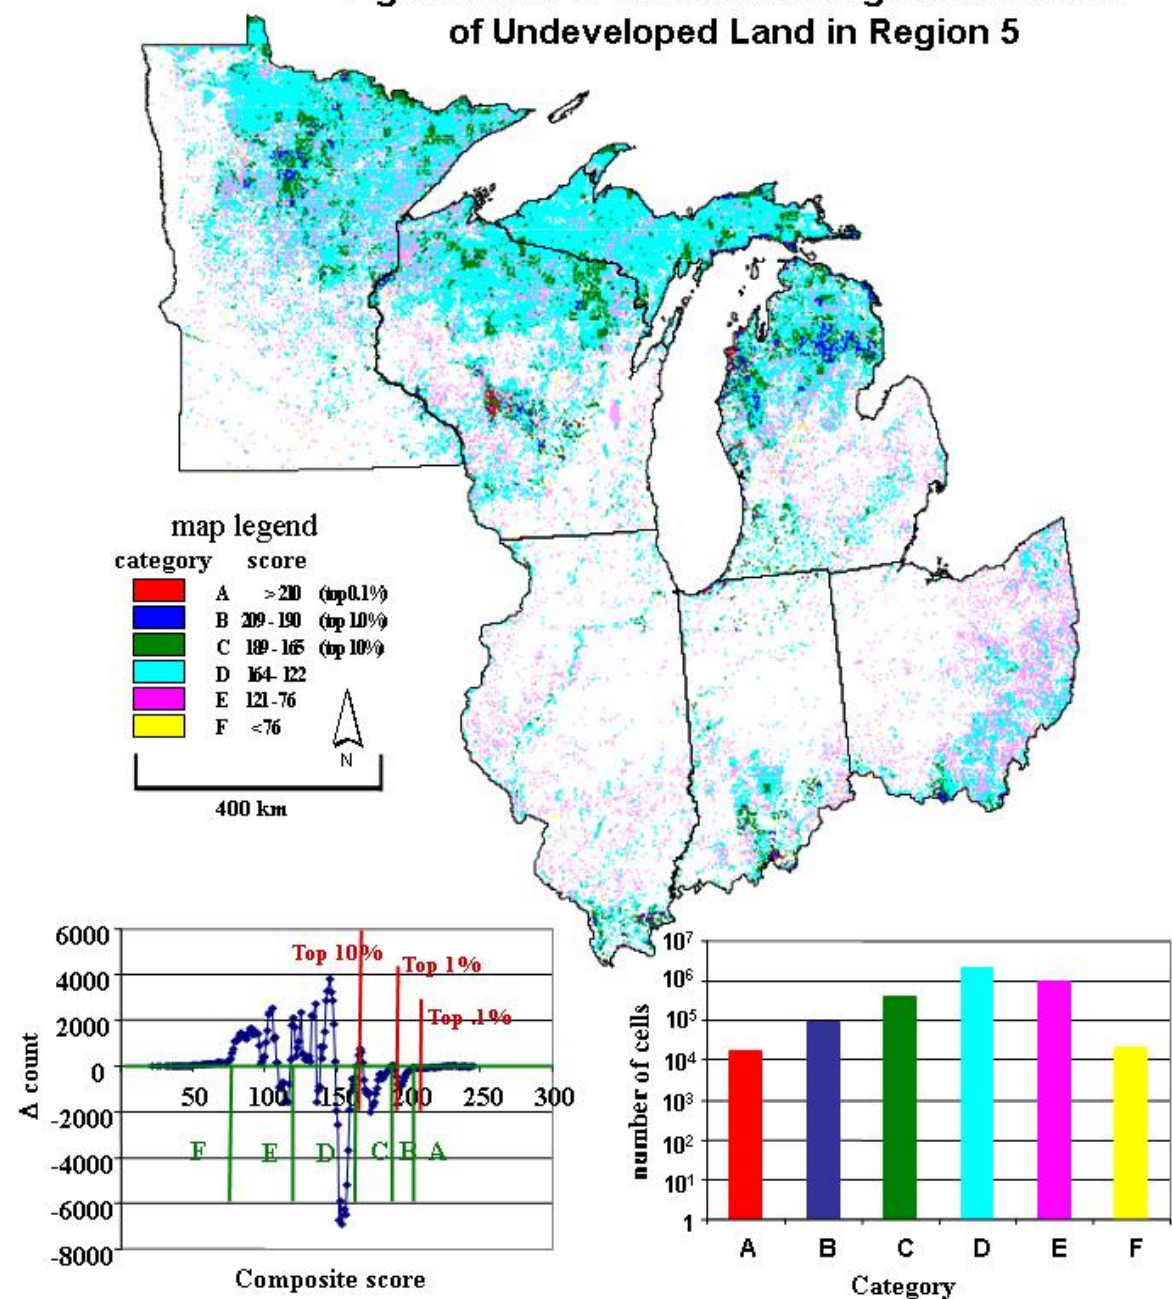 of Undeveloped Land in Region 5
map legend
category score
A > 210 (top 0.1%)
B 209 - 190 (top 1.0%)
C 189 - 165 (top 10%)
D 164 - 122
E 121 - 76
F < 76
N
400 km
6000
4000
2000
0
-2000
-4000
-6000
-8000
Δ count
Top 10%
Top 1%
Top .1%
50 100 150 200 250 300
F E D C B A
Composite score
10⁷
10⁶
10⁵
10⁴
10³
10²
10¹
1
number of cells
A B C D E F
Category